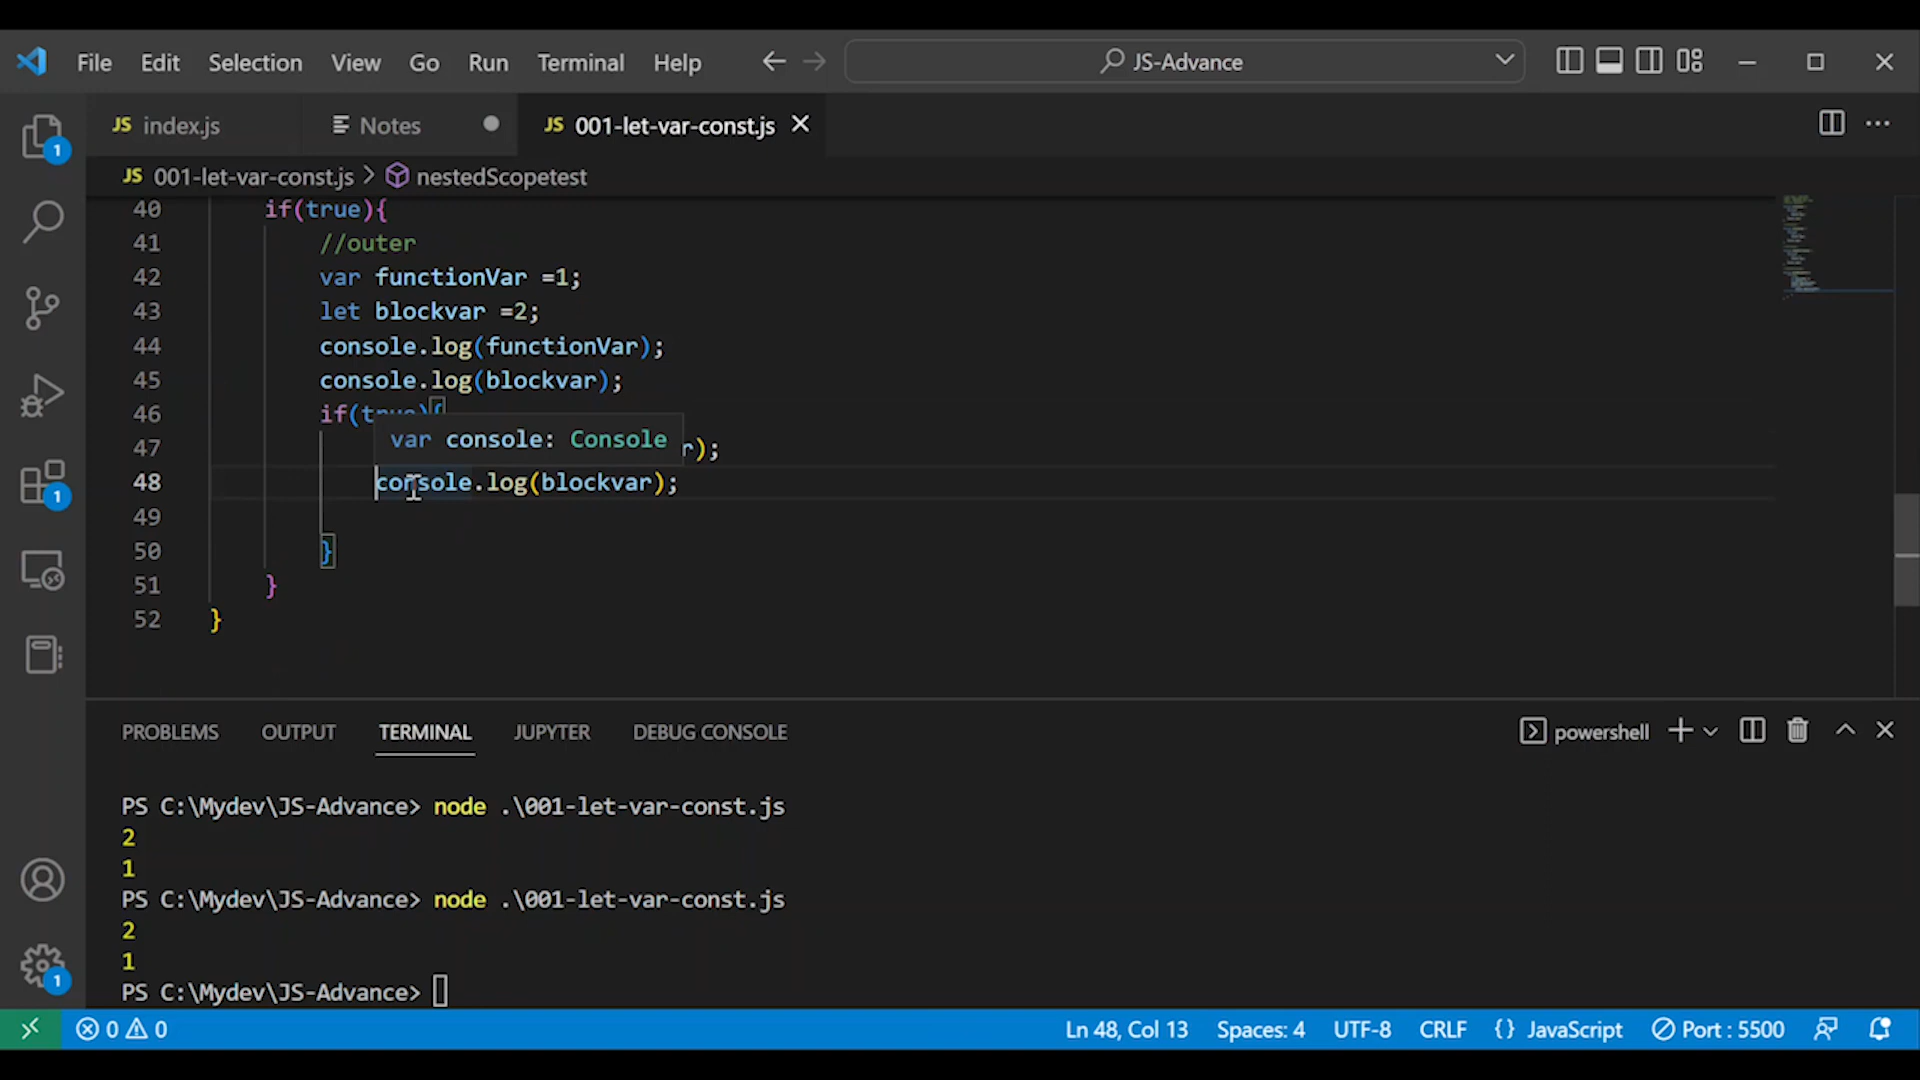 File Edit Selection View Go Run Terminal Help JS-Advance
JS index.js Notes JS 001-let-var-const.js
JS 001-let-var-const.js > nestedScopetest
40 if(true){
41 //outer
42 var functionVar =1;
43 let blockvar =2;
44 console.log(functionVar);
45 console.log(blockvar);
46 if(true){
var console: Console
47 r);
48 console.log(blockvar);
49
50 }
51 }
52 }
PROBLEMS OUTPUT TERMINAL JUPYTER DEBUG CONSOLE powershell
PS C:\Mydev\JS-Advance> node .\001-let-var-const.js
2
1
PS C:\Mydev\JS-Advance> node .\001-let-var-const.js
2
1
PS C:\Mydev\JS-Advance>
1
1
1
0 0 Ln 48, Col 13 Spaces: 4 UTF-8 CRLF {} JavaScript Port : 5500